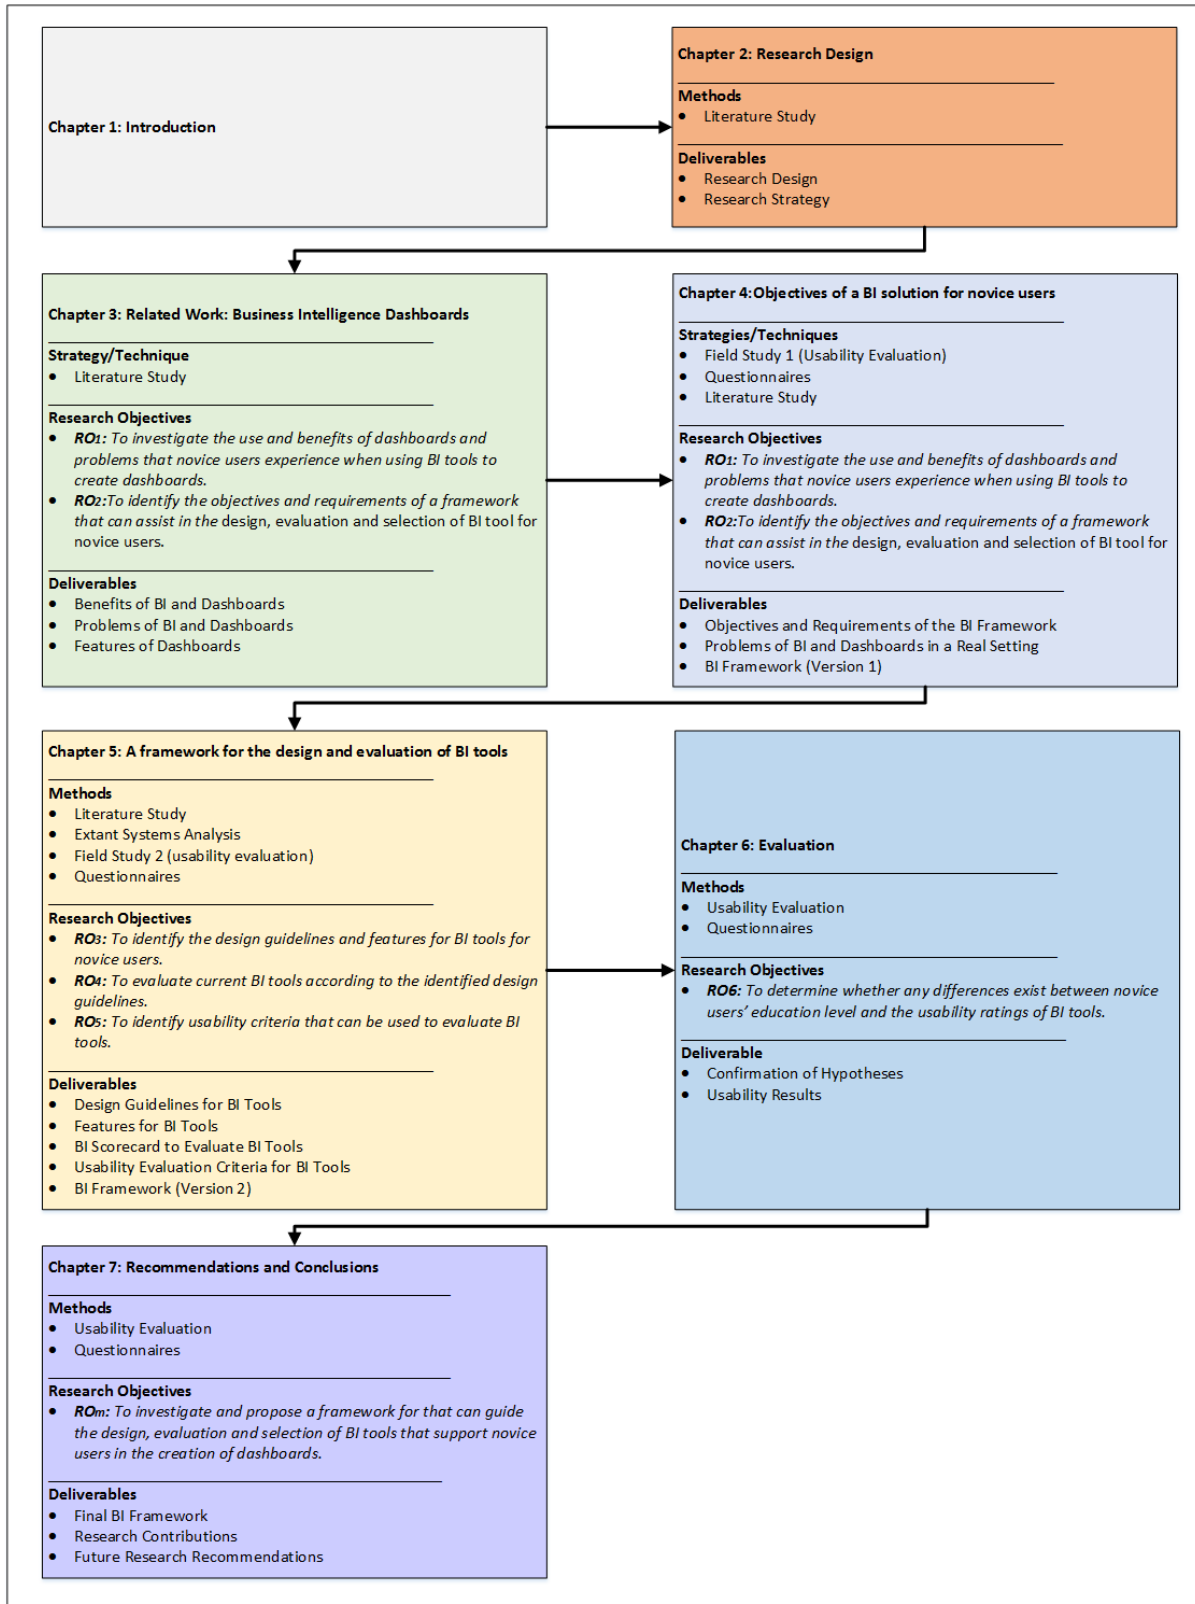 Chapter 1: Introduction
Chapter 2: Research Design
Methods
• Literature Study
Deliverables
• Research Design
• Research Strategy
Chapter 3: Related Work: Business Intelligence Dashboards
Strategy/Technique
• Literature Study
Research Objectives
• RO1: To investigate the use and benefits of dashboards and
problems that novice users experience when using BI tools to
create dashboards.
• RO2:To identify the objectives and requirements of a framework
that can assist in the design, evaluation and selection of BI tool for
novice users.
Deliverables
• Benefits of BI and Dashboards
• Problems of BI and Dashboards
• Features of Dashboards
Chapter 4:Objectives of a BI solution for novice users
Strategies/Techniques
• Field Study 1 (Usability Evaluation)
• Questionnaires
• Literature Study
Research Objectives
• RO1: To investigate the use and benefits of dashboards and
problems that novice users experience when using BI tools to
create dashboards.
• RO2:To identify the objectives and requirements of a framework
that can assist in the design, evaluation and selection of BI tool for
novice users.
Deliverables
• Objectives and Requirements of the BI Framework
• Problems of BI and Dashboards in a Real Setting
• BI Framework (Version 1)
Chapter 5: A framework for the design and evaluation of BI tools
Methods
• Literature Study
• Extant Systems Analysis
• Field Study 2 (usability evaluation)
• Questionnaires
Research Objectives
• RO3: To identify the design guidelines and features for BI tools for
novice users.
• RO4: To evaluate current BI tools according to the identified design
guidelines.
• RO5: To identify usability criteria that can be used to evaluate BI
tools.
Deliverables
• Design Guidelines for BI Tools
• Features for BI Tools
• BI Scorecard to Evaluate BI Tools
• Usability Evaluation Criteria for BI Tools
• BI Framework (Version 2)
Chapter 6: Evaluation
Methods
• Usability Evaluation
• Questionnaires
Research Objectives
• RO6: To determine whether any differences exist between novice
users’ education level and the usability ratings of BI tools.
Deliverable
• Confirmation of Hypotheses
• Usability Results
Chapter 7: Recommendations and Conclusions
Methods
• Usability Evaluation
• Questionnaires
Research Objectives
• ROm: To investigate and propose a framework for that can guide
the design, evaluation and selection of BI tools that support novice
users in the creation of dashboards.
Deliverables
• Final BI Framework
• Research Contributions
• Future Research Recommendations